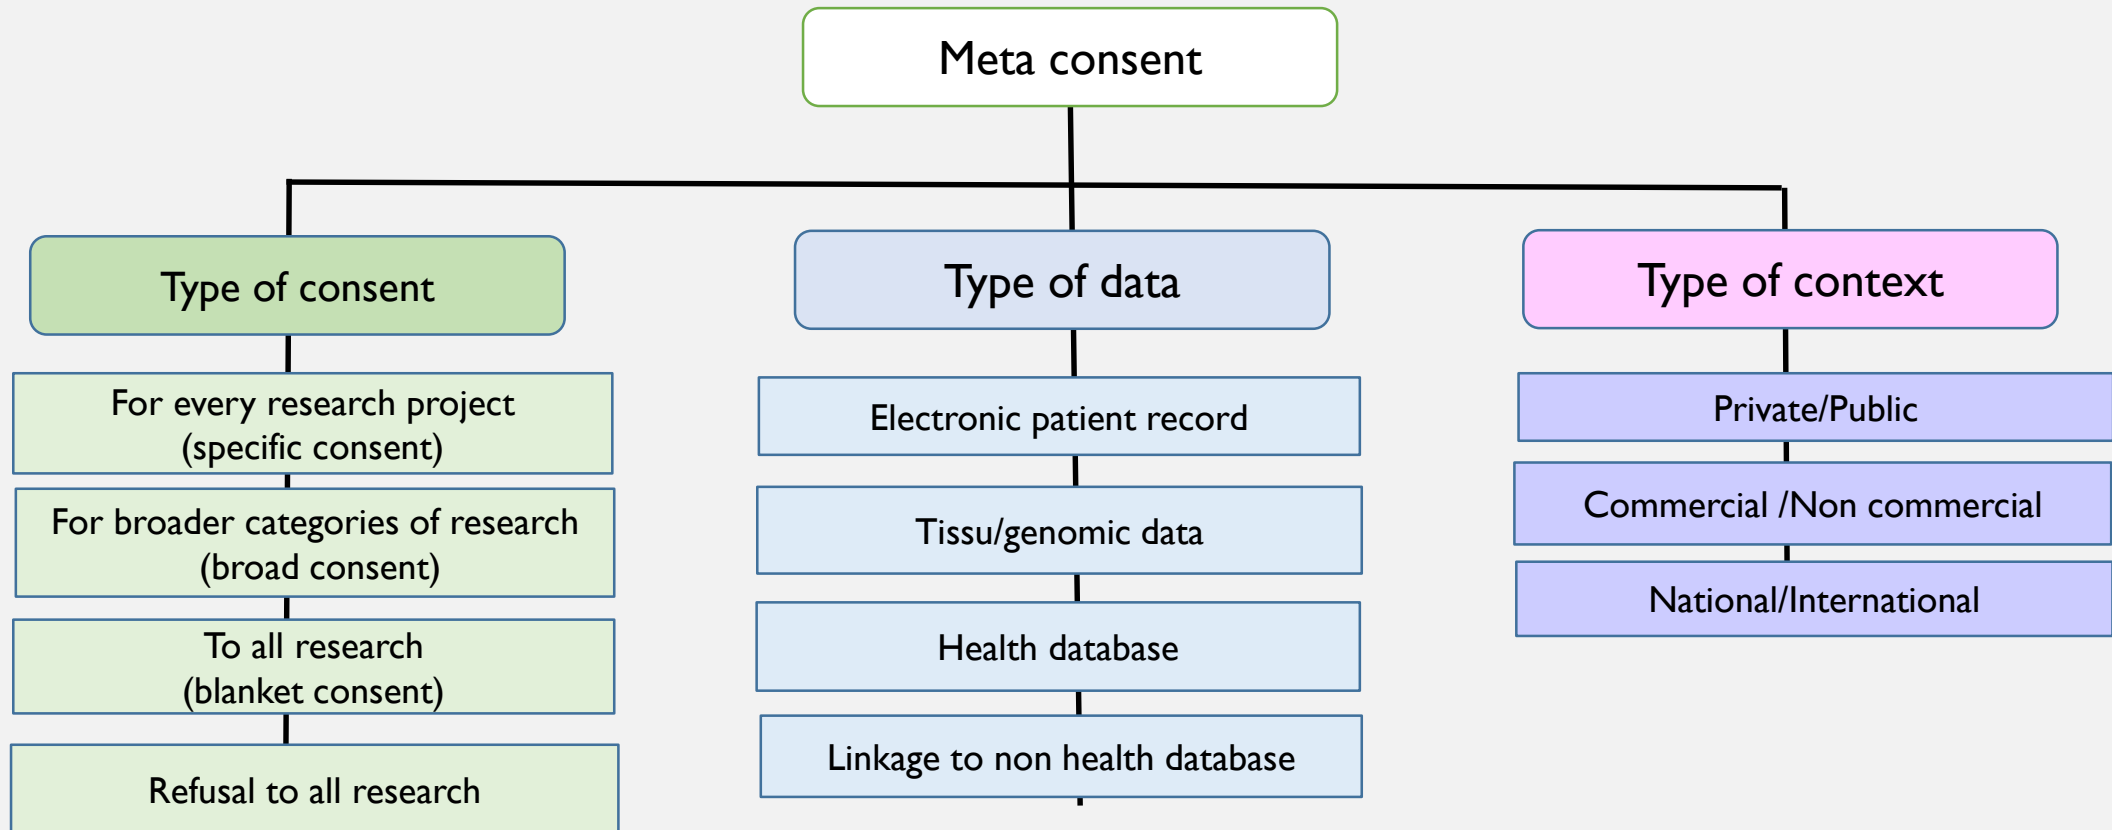 Meta consent
Type of consent
For every research project
(specific consent)
For broader categories of research
(broad consent)
To all research
(blanket consent)
Refusal to all research
Type of data
Electronic patient record
Tissu/genomic data
Health database
Linkage to non health database
Type of context
Private/Public
Commercial /Non commercial
National/International